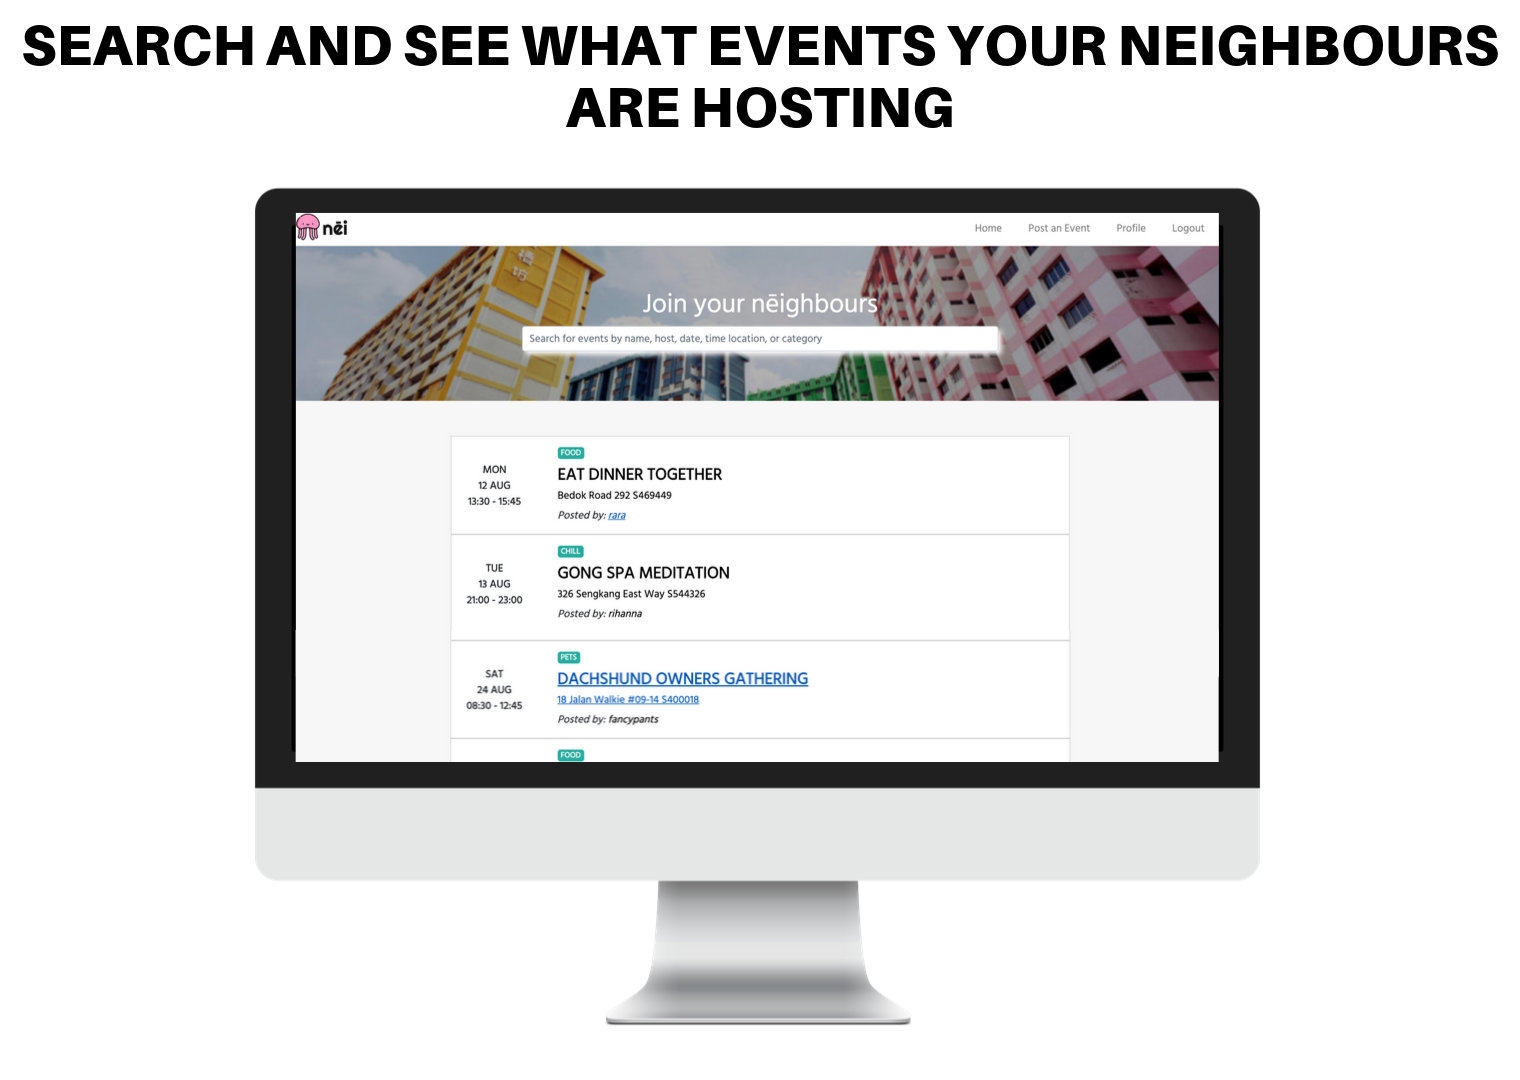 SEARCH AND SEE WHAT EVENTS YOUR NEIGHBOURS
ARE HOSTING
nēi
Home
Post an Event
Profile
Logout
Join your nēighbours
Search for events by name, host, date, time location, or category
MON
12 AUG
13:30 - 15:45
FOOD
EAT DINNER TOGETHER
Bedok Road 292 S469449
Posted by: rara
TUE
13 AUG
21:00 - 23:00
CHILL
GONG SPA MEDITATION
326 Sengkang East Way S544326
Posted by: rihanna
SAT
24 AUG
08:30 - 12:45
PETS
DACHSHUND OWNERS GATHERING
18 Jalan Walkie #09-14 S400018
Posted by: fancypants
FOOD